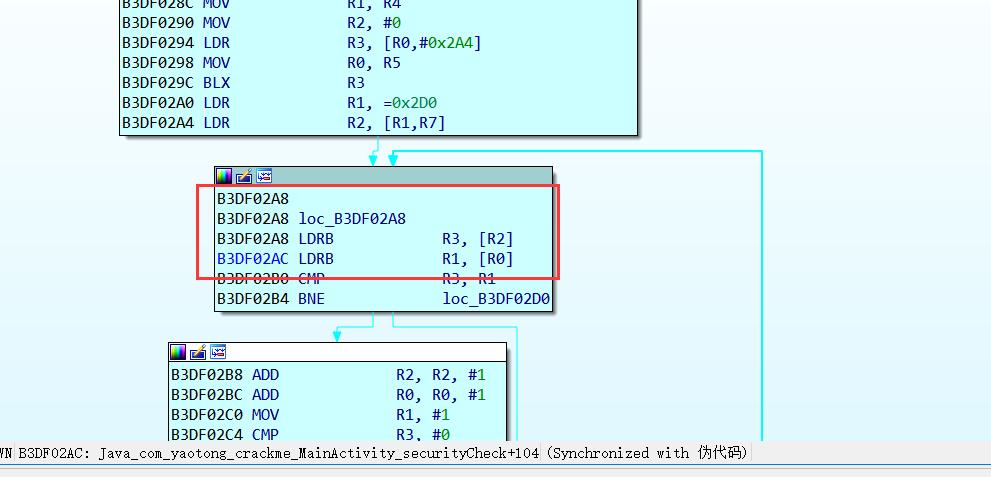 B3DF028C MOV R1, R4
B3DF0290 MOV R2, #0
B3DF0294 LDR R3, [R0,#0x2A4]
B3DF0298 MOV R0, R5
B3DF029C BLX R3
B3DF02A0 LDR R1, =0x2D0
B3DF02A4 LDR R2, [R1,R7]
B3DF02A8
B3DF02A8 loc_B3DF02A8
B3DF02A8 LDRB R3, [R2]
B3DF02AC LDRB R1, [R0]
B3DF02B0 CMP R3, R1
B3DF02B4 BNE loc_B3DF02D0
B3DF02B8 ADD R2, R2, #1
B3DF02BC ADD R0, R0, #1
B3DF02C0 MOV R1, #1
B3DF02C4 CMP R3, #0
WN B3DF02AC: Java_com_yaotong_crackme_MainActivity_securityCheck+104 (Synchronized with 伪代码)